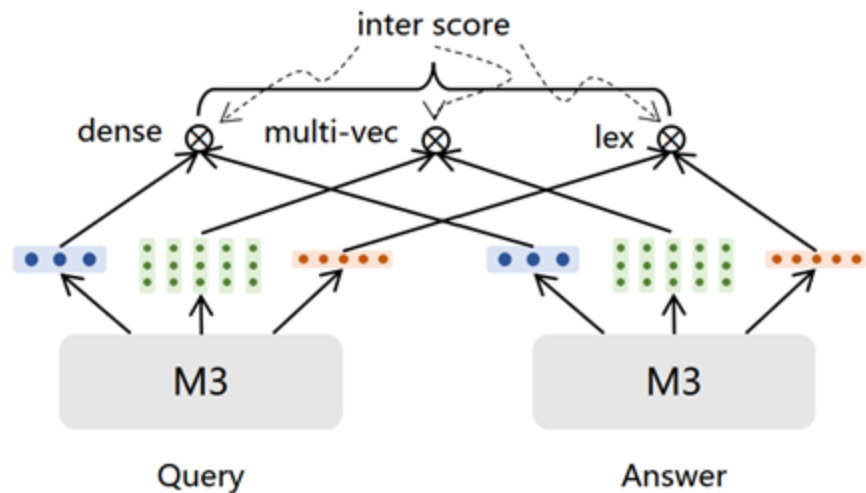 inter score
dense
multi-vec
lex
M3
M3
Query
Answer